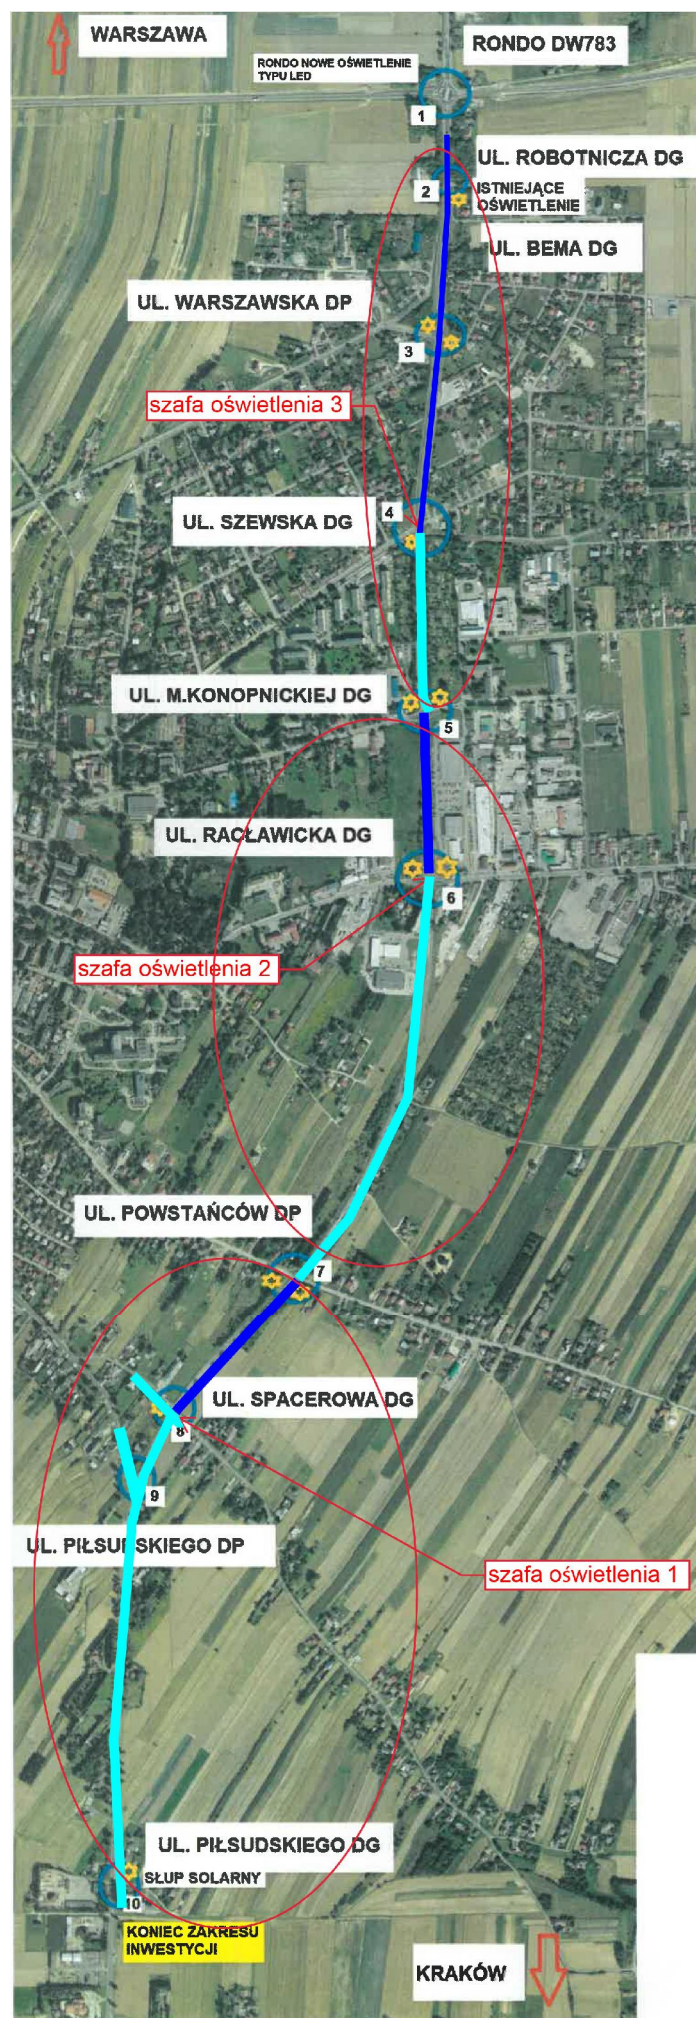 WARSZAWA
RONDO DW783
RONDO NOWE OŚWIETLENIE
TYPU LED
1
UL. ROBOTNICZA DG
2
ISTNIEJĄCE
OŚWIETLENIE
UL. BEMA DG
UL. WARSZAWSKA DP
3
szafa oświetlenia 3
4
UL. SZEWSKA DG
UL. M.KONOPNICKIEJ DG
5
UL. RACŁAWICKA DG
6
szafa oświetlenia 2
UL. POWSTAŃCÓW DP
7
UL. SPACEROWA DG
8
9
UL. PIŁSUDSKIEGO DP
szafa oświetlenia 1
UL. PIŁSUDSKIEGO DG
SŁUP SOLARNY
10
KONIEC ZAKRESU
INWESTYCJI
KRAKÓW